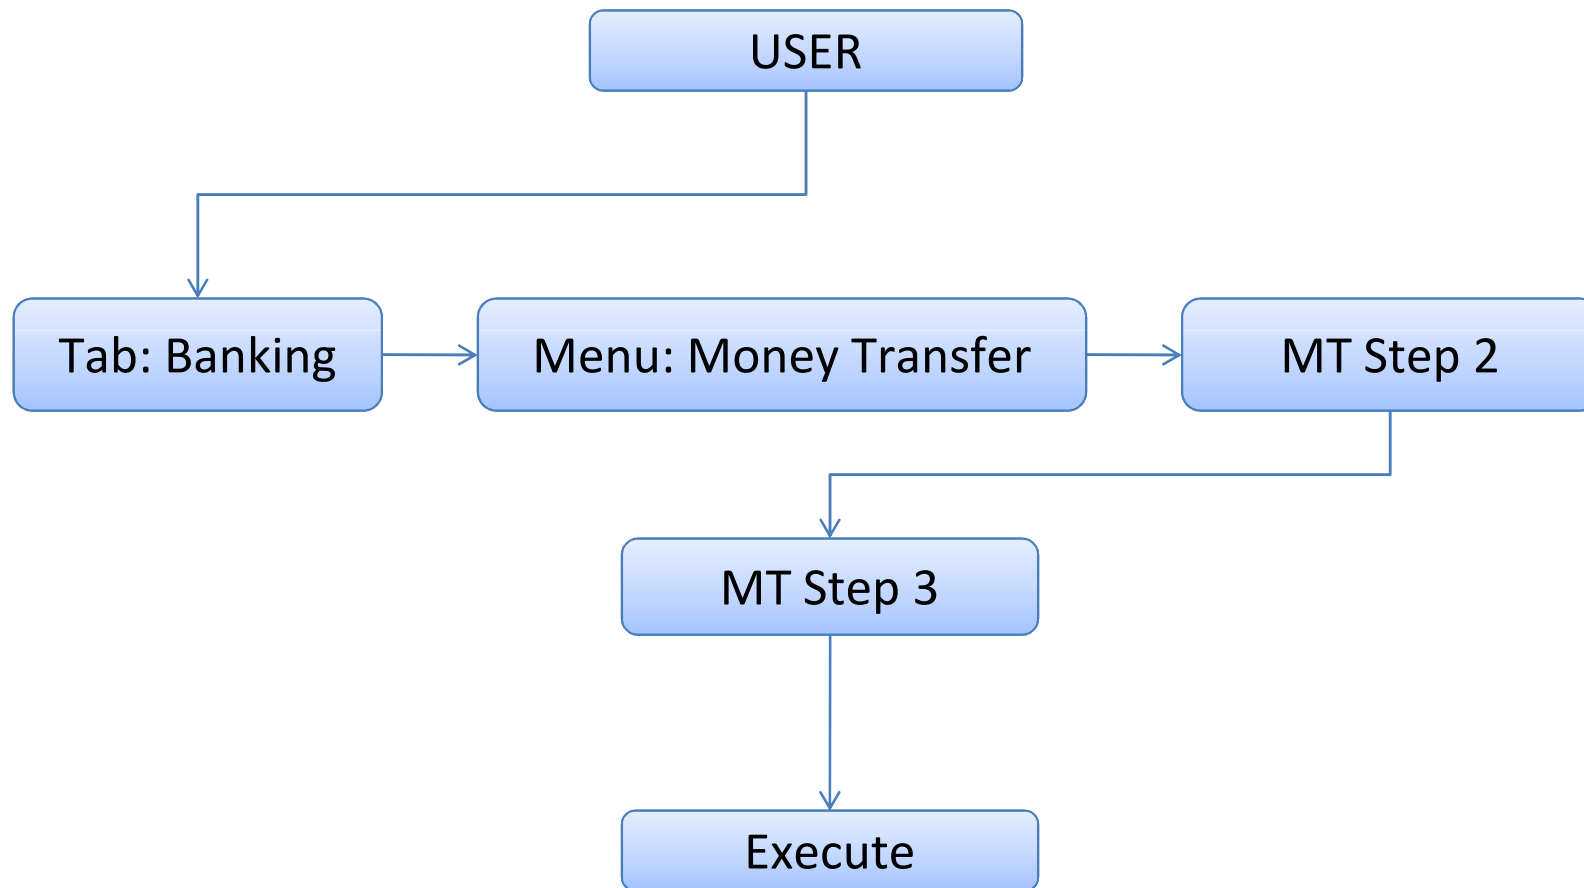 USER
Tab: Banking
Menu: Money Transfer
MT Step 2
MT Step 3
Execute